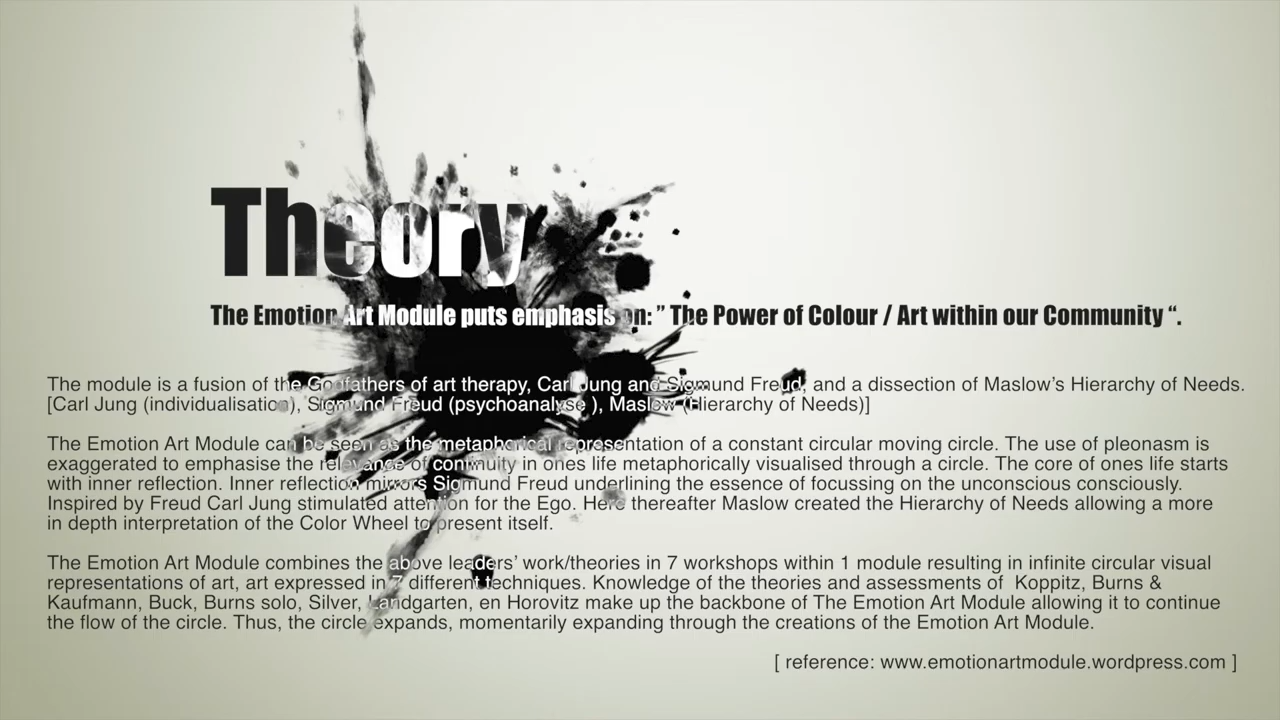 Theory
The Emotion Art Module puts emphasis on: ” The Power of Colour / Art within our Community “.
The module is a fusion of the Godfathers of art therapy, Carl Jung and Sigmund Freud, and a dissection of Maslow’s Hierarchy of Needs.
[Carl Jung (individualisation), Sigmund Freud (psychoanalyse ), Maslow (Hierarchy of Needs)]
The Emotion Art Module can be seen as the metaphorical representation of a constant circular moving circle. The use of pleonasm is
exaggerated to emphasise the relevance of continuity in ones life metaphorically visualised through a circle. The core of ones life starts
with inner reflection. Inner reflection mirrors Sigmund Freud underlining the essence of focussing on the unconscious consciously.
Inspired by Freud Carl Jung stimulated attention for the Ego. Here thereafter Maslow created the Hierarchy of Needs allowing a more
in depth interpretation of the Color Wheel to present itself.
The Emotion Art Module combines the above leaders’ work/theories in 7 workshops within 1 module resulting in infinite circular visual
representations of art, art expressed in 7 different techniques. Knowledge of the theories and assessments of  Koppitz, Burns &
Kaufmann, Buck, Burns solo, Silver, Landgarten, en Horovitz make up the backbone of The Emotion Art Module allowing it to continue
the flow of the circle. Thus, the circle expands, momentarily expanding through the creations of the Emotion Art Module.
[ reference: www.emotionartmodule.wordpress.com ]